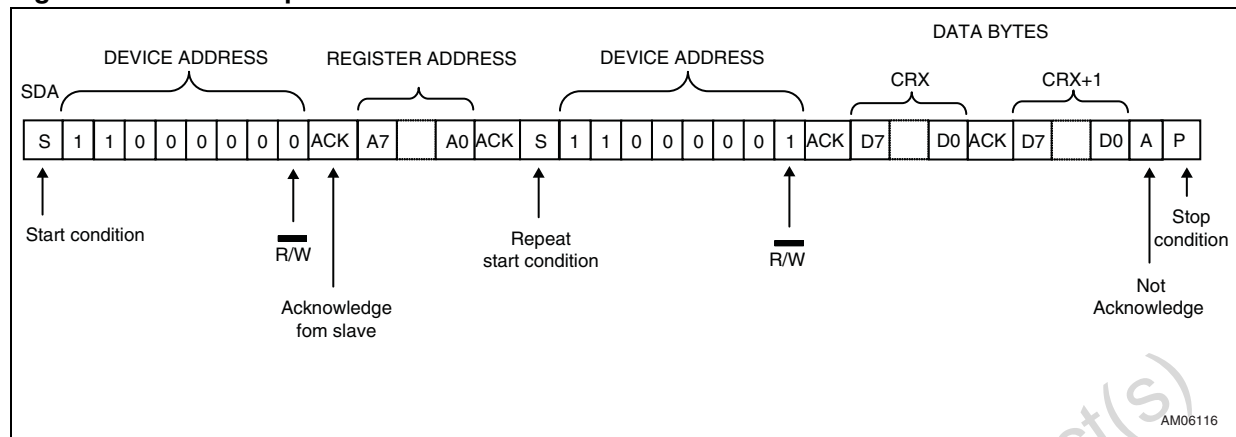 DATA BYTES
DEVICE ADDRESS REGISTER ADDRESS DEVICE ADDRESS
CRX CRX+1
SDA
S 1 1 0 0 0 0 0 0 ACK A7 A0 ACK S 1 1 0 0 0 0 0 1 ACK D7 D0 ACK D7 D0 A P
Start condition
R/W
Acknowledge
fom slave
Repeat
start condition
R/W
Stop
condition
Not
Acknowledge
AM06116